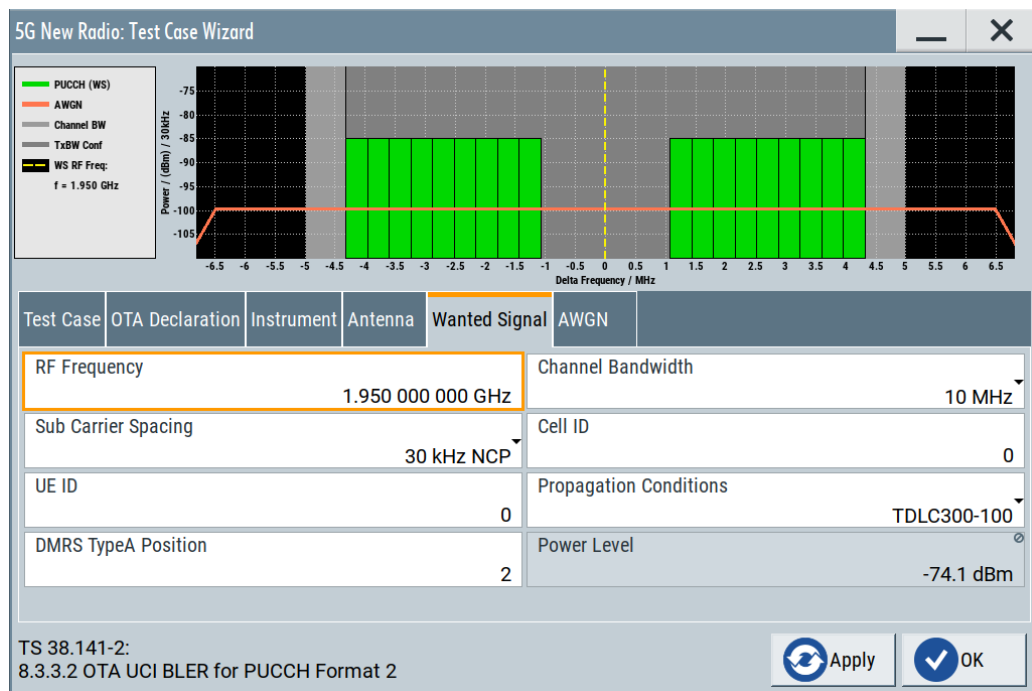 5G New Radio: Test Case Wizard
PUCCH (WS)
AWGN
Channel BW
TxBW Conf
WS RF Freq:
f = 1.950 GHz
Power / (dBm) / 30kHz
-75
-80
-85
-90
-95
-100
-105
-6.5 -6 -5.5 -5 -4.5 -4 -3.5 -3 -2.5 -2 -1.5 -1 -0.5 0 0.5 1 1.5 2 2.5 3 3.5 4 4.5 5 5.5 6 6.5
Delta Frequency / MHz
Test Case OTA Declaration Instrument Antenna Wanted Signal AWGN
RF Frequency
1.950 000 000 GHz
Channel Bandwidth
10 MHz
Sub Carrier Spacing
30 kHz NCP
Cell ID
0
UE ID
0
Propagation Conditions
TDLC300-100
DMRS TypeA Position
2
Power Level
-74.1 dBm
TS 38.141-2:
8.3.3.2 OTA UCI BLER for PUCCH Format 2
Apply
OK